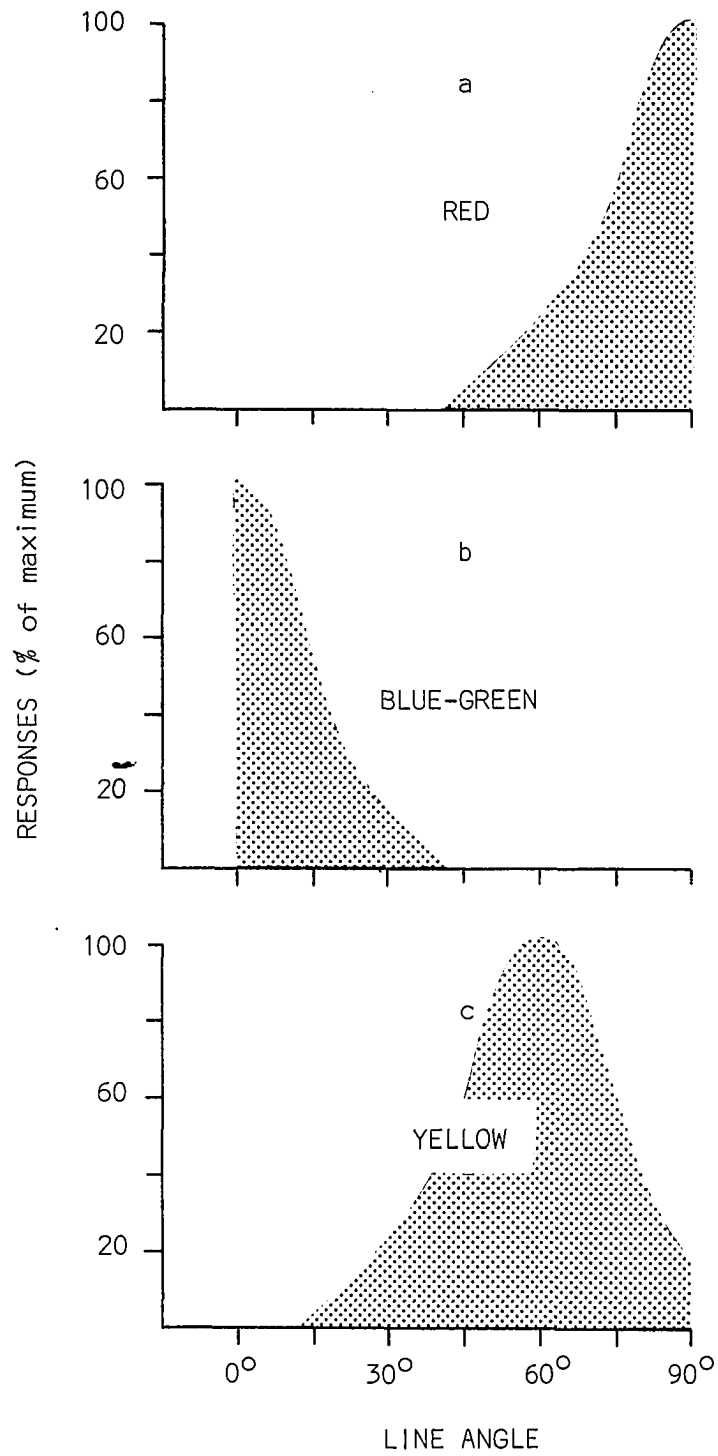 100
a
60
RED
20
RESPONSES (% of maximum)
100
b
60
BLUE-GREEN
20
100
c
60
YELLOW
20
0° 30° 60° 90°
LINE ANGLE